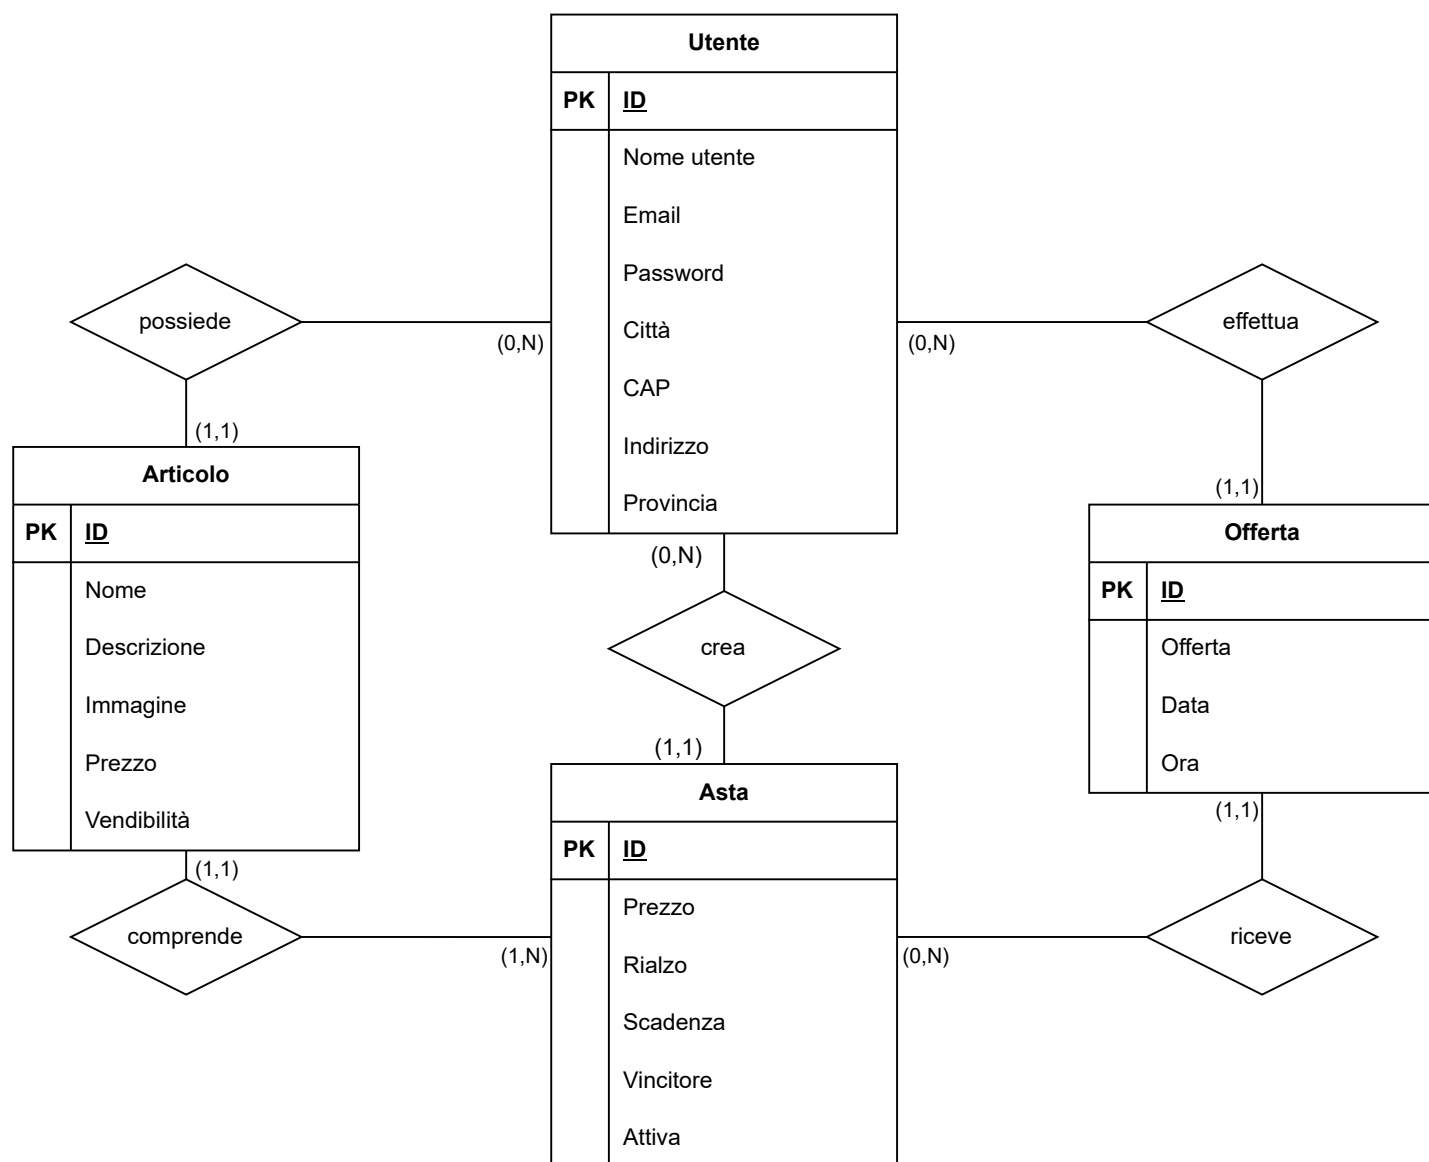 Utente
PK ID
Nome utente
Email
Password
Città
CAP
Indirizzo
Provincia
possiede
(0,N)
(1,1)
effettua
(0,N)
(1,1)
Articolo
PK ID
Nome
Descrizione
Immagine
Prezzo
Vendibilità
(0,N)
crea
(1,1)
Offerta
PK ID
Offerta
Data
Ora
(1,1)
comprende
(1,N)
Asta
PK ID
Prezzo
Rialzo
Scadenza
Vincitore
Attiva
(1,1)
riceve
(0,N)